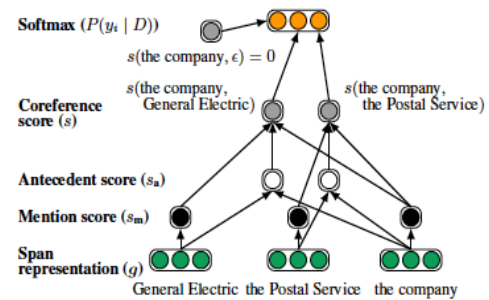 Softmax (P(yᵢ | D))
s(the company, ϵ) = 0
s(the company,
General Electric)
s(the company,
the Postal Service)
Coreference
score (s)
Antecedent score (sₐ)
Mention score (sₘ)
Span
representation (g)
General Electric the Postal Service the company